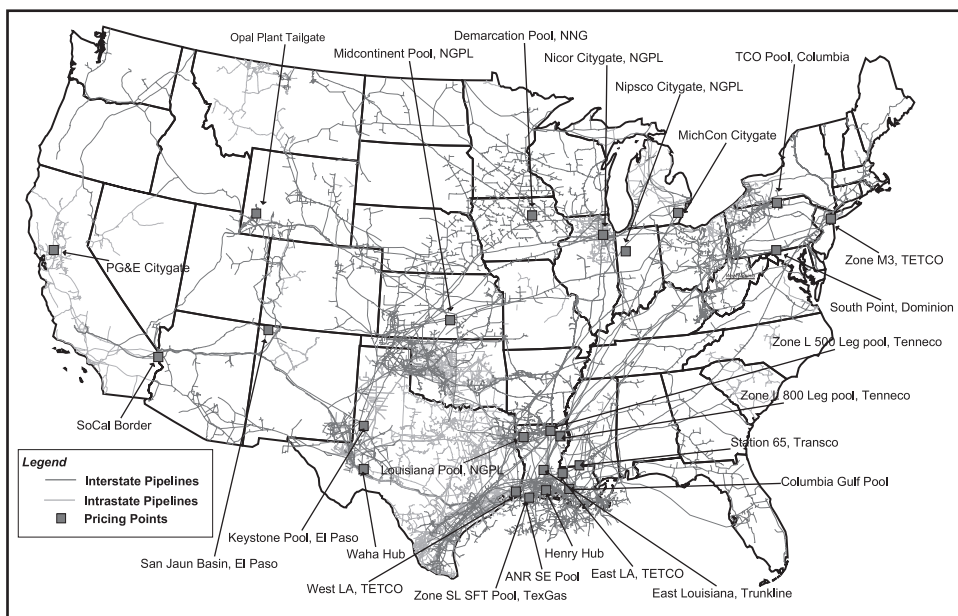 Opal Plant Tailgate
Midcontinent Pool, NGPL
Demarcation Pool, NNG
Nicor Citygate, NGPL
Nipsco Citygate, NGPL
TCO Pool, Columbia
MichCon Citygate
PG&E Citygate
Zone M3, TETCO
South Point, Dominion
Zone L 500 Leg pool, Tenneco
Zone L 800 Leg pool, Tenneco
SoCal Border
Station 65, Transco
Louisiana Pool, NGPL
Columbia Gulf Pool
Legend
Interstate Pipelines
Intrastate Pipelines
Pricing Points
Keystone Pool, El Paso
Waha Hub
Henry Hub
San Jaun Basin, El Paso
West LA, TETCO
ANR SE Pool
East LA, TETCO
Zone SL SFT Pool, TexGas
East Louisiana, Trunkline